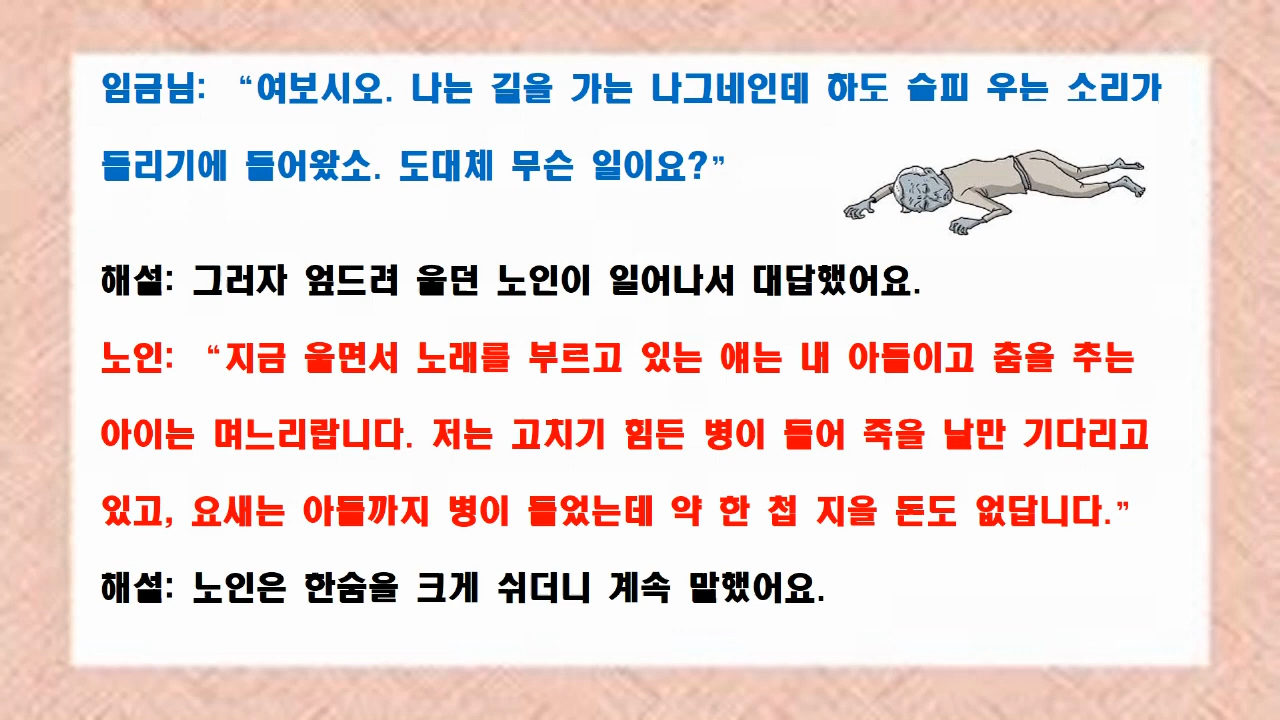 임금님: “여보시오. 나는 길을 가는 나그네인데 하도 슬피 우는 소리가
들리기에 들어왔소. 도대체 무슨 일이요?”
해설: 그러자 엎드려 울던 노인이 일어나서 대답했어요.
노인: “지금 울면서 노래를 부르고 있는 얘는 내 아들이고 춤을 추는
아이는 며느리랍니다. 저는 고치기 힘든 병이 들어 죽을 날만 기다리고
있고, 요새는 아들까지 병이 들었는데 약 한 첩 지을 돈도 없답니다.”
해설: 노인은 한숨을 크게 쉬더니 계속 말했어요.